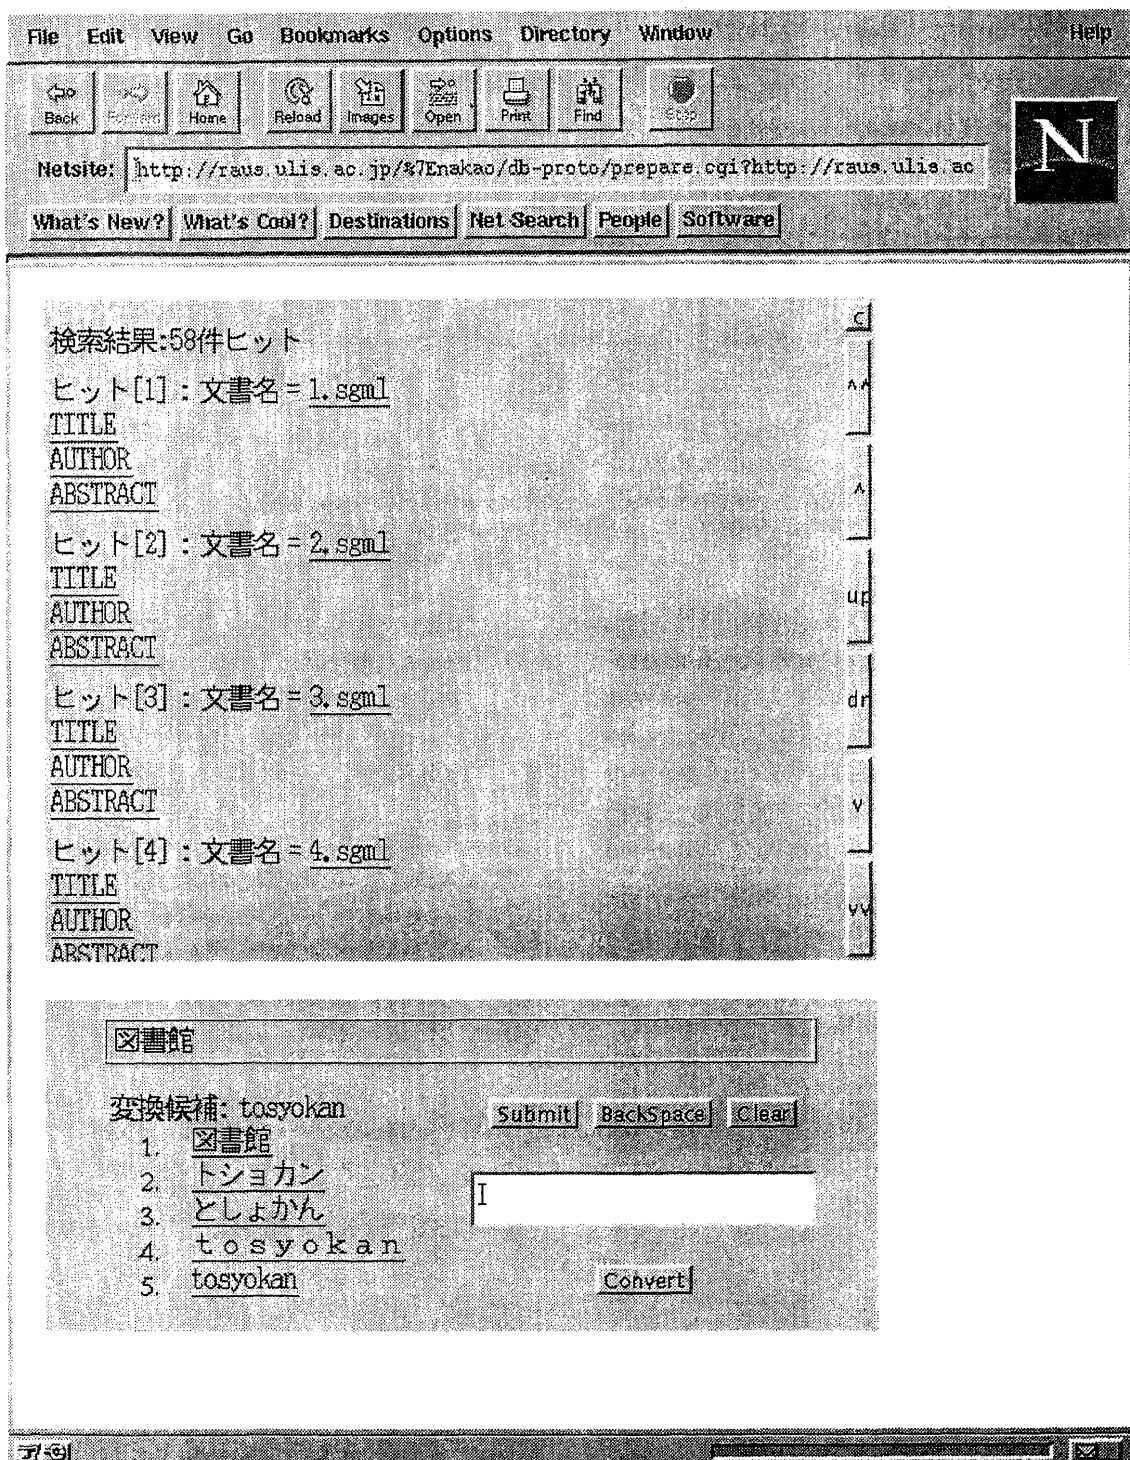 File Edit View Go Bookmarks Options Directory Window Help
Back Forward Home Reload Images Open Print Find Stop
N
Netsite: http://raus.ulis.ac.jp/%7Enakao/db-proto/prepare.cgi?http://raus.ulis.ac
What's New? What's Cool? Destinations Net Search People Software
検索結果:58件ヒット
c
ヒット[1] : 文書名 = 1.sgml
^^
TITLE
AUTHOR
ABSTRACT
^
ヒット[2] : 文書名 = 2.sgml
TITLE
up
AUTHOR
ABSTRACT
ヒット[3] : 文書名 = 3.sgml
dr
TITLE
AUTHOR
ABSTRACT
v
ヒット[4] : 文書名 = 4.sgml
TITLE
vv
AUTHOR
ABSTRACT
図書館
変換候補: tosyokan
Submit BackSpace Clear
1. 図書館
2. トショカン
3. としょかん
4. ｔｏｓｙｏｋａｎ
5. tosyokan
Convert